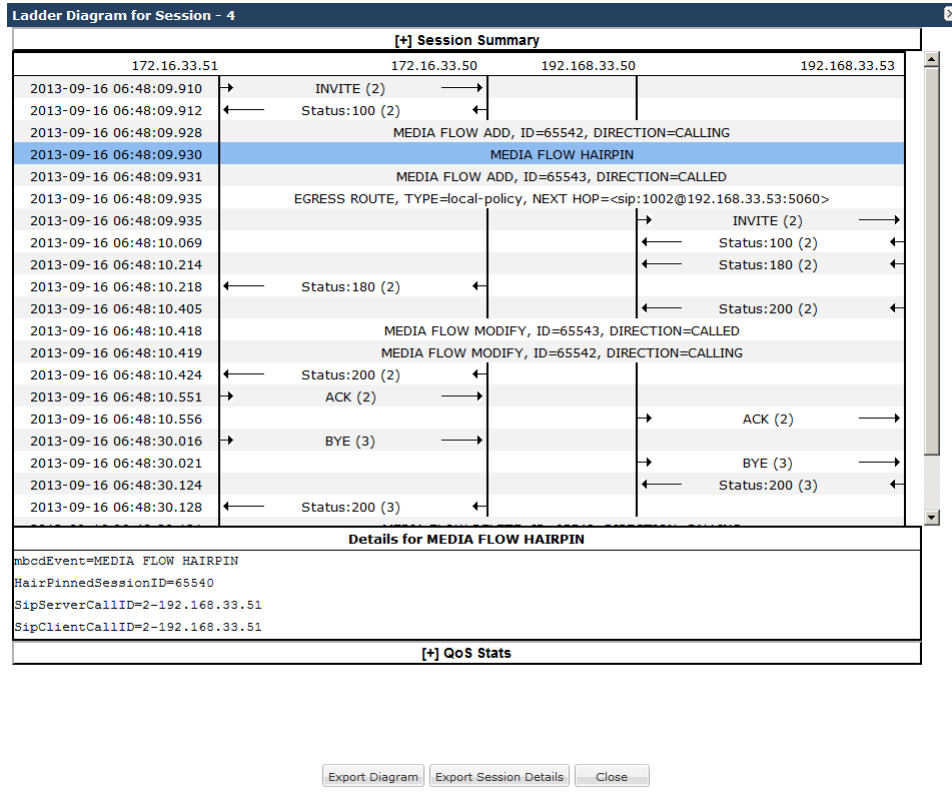 Ladder Diagram for Session - 4
[+] Session Summary
172.16.33.51 172.16.33.50 192.168.33.50 192.168.33.53
2013-09-16 06:48:09.910 INVITE (2)
2013-09-16 06:48:09.912 Status:100 (2)
2013-09-16 06:48:09.928 MEDIA FLOW ADD, ID=65542, DIRECTION=CALLING
2013-09-16 06:48:09.930 MEDIA FLOW HAIRPIN
2013-09-16 06:48:09.931 MEDIA FLOW ADD, ID=65543, DIRECTION=CALLED
2013-09-16 06:48:09.935 EGRESS ROUTE, TYPE=local-policy, NEXT HOP=<sip:1002@192.168.33.53:5060>
2013-09-16 06:48:09.935 INVITE (2)
2013-09-16 06:48:10.069 Status:100 (2)
2013-09-16 06:48:10.214 Status:180 (2)
2013-09-16 06:48:10.218 Status:180 (2)
2013-09-16 06:48:10.405 Status:200 (2)
2013-09-16 06:48:10.418 MEDIA FLOW MODIFY, ID=65543, DIRECTION=CALLED
2013-09-16 06:48:10.419 MEDIA FLOW MODIFY, ID=65542, DIRECTION=CALLING
2013-09-16 06:48:10.424 Status:200 (2)
2013-09-16 06:48:10.551 ACK (2)
2013-09-16 06:48:10.556 ACK (2)
2013-09-16 06:48:30.016 BYE (3)
2013-09-16 06:48:30.021 BYE (3)
2013-09-16 06:48:30.124 Status:200 (3)
2013-09-16 06:48:30.128 Status:200 (3)
Details for MEDIA FLOW HAIRPIN
mbcdEvent=MEDIA FLOW HAIRPIN
HairPinnedSessionID=65540
SipServerCallID=2-192.168.33.51
SipClientCallID=2-192.168.33.51
[+] QoS Stats
Export Diagram Export Session Details Close